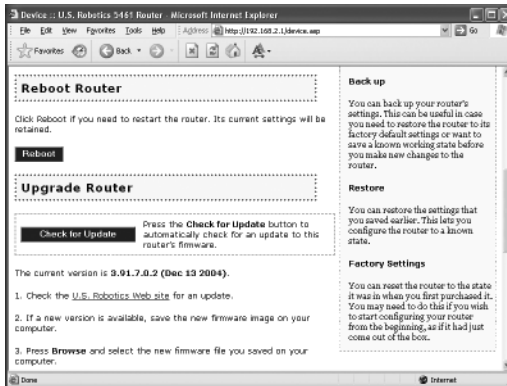 Device :: U.S. Robotics 5461 Router - Microsoft Internet Explorer
File Edit View Favorites Tools Help Address http://192.168.2.1/device.asp Go
Favorites Back
Reboot Router
Click Reboot if you need to restart the router. Its current settings will be
retained.
Reboot
Upgrade Router
Check for Update
Press the Check for Update button to
automatically check for an update to this
router's firmware.
The current version is 3.91.7.0.2 (Dec 13 2004).
1. Check the U.S. Robotics Web site for an update.
2. If a new version is available, save the new firmware image on your
computer.
3. Press Browse and select the new firmware file you saved on your
computer.
Back up
You can back up your router's
settings. This can be useful in case
you need to restore the router to its
factory default settings or want to
save a known working state before
you make new changes to the
router.
Restore
You can restore the settings that
you saved earlier. This lets you
configure the router to a known
state.
Factory Settings
You can reset the router to the state
it was in when you first purchased it.
You may need to do this if you wish
to start configuring your router
from the beginning, as if it had just
come out of the box.
Done
Internet